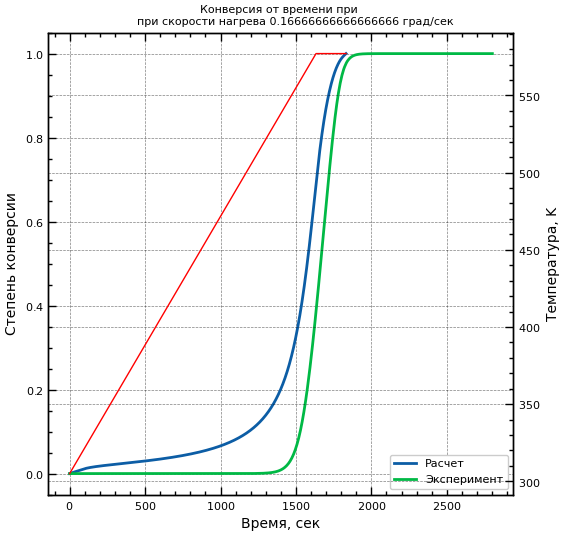 Конверсия от времени при
при скорости нагрева 0.16666666666666666 град/сек
1.0
0.8
0.6
0.4
0.2
0.0
Степень конверсии
550
500
450
400
350
300
Температура, К
Расчет
Эксперимент
0 500 1000 1500 2000 2500
Время, сек